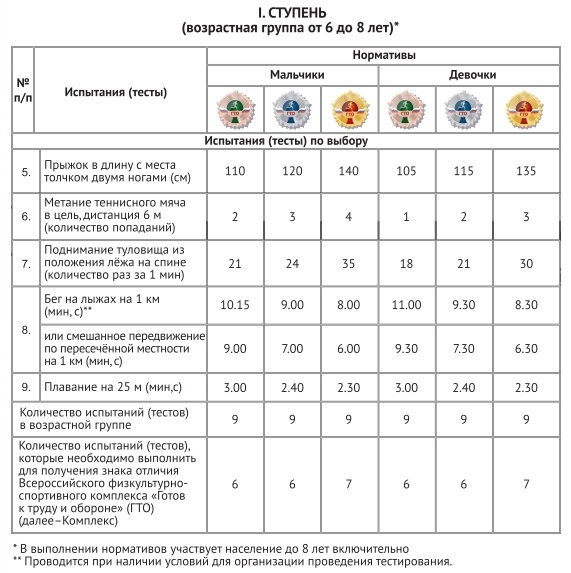 I. СТУПЕНЬ
(возрастная группа от 6 до 8 лет)*
№
п/п
Испытания (тесты)
Нормативы
Мальчики Девочки
ГТО ГТО ГТО ГТО ГТО ГТО
Испытания (тесты) по выбору
5. Прыжок в длину с места
толчком двумя ногами (см)
110 120 140 105 115 135
6. Метание теннисного мяча
в цель, дистанция 6 м
(количество попаданий)
2 3 4 1 2 3
7. Поднимание туловища из
положения лёжа на спине
(количество раз за 1 мин)
21 24 35 18 21 30
8. Бег на лыжах на 1 км
(мин, с)**
10.15 9.00 8.00 11.00 9.30 8.30
или смешанное передвижение
по пересечённой местности
на 1 км (мин, с)
9.00 7.00 6.00 9.30 7.30 6.30
9. Плавание на 25 м (мин,с) 3.00 2.40 2.30 3.00 2.40 2.30
Количество испытаний (тестов)
в возрастной группе
9 9 9 9 9 9
Количество испытаний (тестов),
которые необходимо выполнить
для получения знака отличия
Всероссийского физкультурно-
спортивного комплекса «Готов
к труду и обороне» (ГТО)
(далее–Комплекс)
6 6 7 6 6 7
* В выполнении нормативов участвует население до 8 лет включительно
** Проводится при наличии условий для организации проведения тестирования.